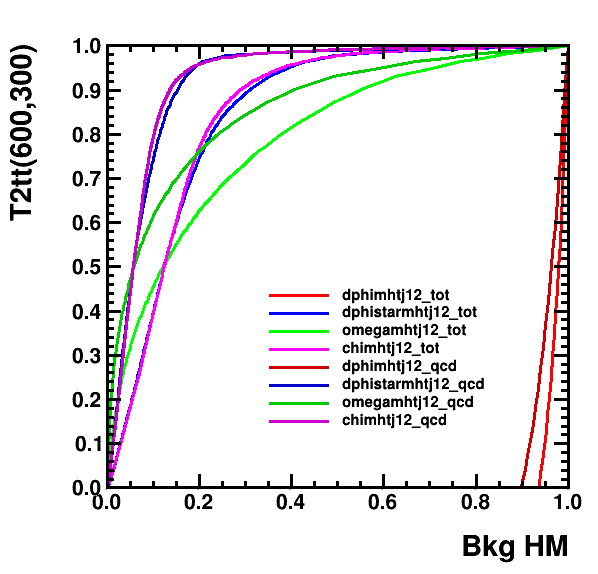 T2tt(600,300)
1.0
0.9
0.8
0.7
0.6
0.5
0.4
0.3
0.2
0.1
0.0
dphimhtj12_tot
dphistarmhtj12_tot
omegamhtj12_tot
chimhtj12_tot
dphimhtj12_qcd
dphistarmhtj12_qcd
omegamhtj12_qcd
chimhtj12_qcd
0.0 0.2 0.4 0.6 0.8 1.0
Bkg HM